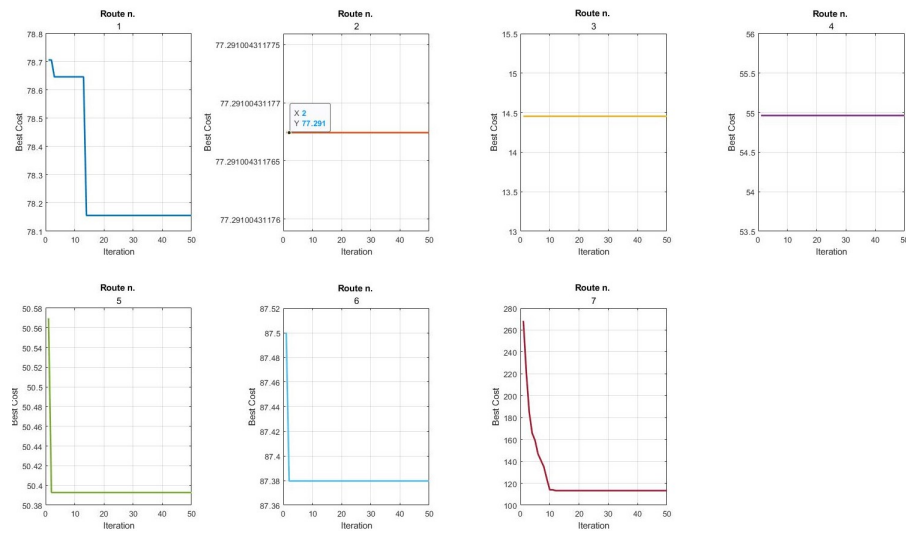 Route n.
1
78.8
78.7
78.6
78.5
78.4
78.3
78.2
78.1
Best Cost
0 10 20 30 40 50
Iteration
Route n.
2
77.291004311775
77.29100431177
77.291004311765
77.29100431176
Best Cost
X 2
Y 77.291
0 10 20 30 40 50
Iteration
Route n.
3
15.5
15
14.5
14
13.5
13
Best Cost
0 10 20 30 40 50
Iteration
Route n.
4
56
55.5
55
54.5
54
53.5
Best Cost
0 10 20 30 40 50
Iteration
Route n.
5
50.58
50.56
50.54
50.52
50.5
50.48
50.46
50.44
50.42
50.4
50.38
Best Cost
0 10 20 30 40 50
Iteration
Route n.
6
87.52
87.5
87.48
87.46
87.44
87.42
87.4
87.38
87.36
Best Cost
0 10 20 30 40 50
Iteration
Route n.
7
280
260
240
220
200
180
160
140
120
100
Best Cost
0 10 20 30 40 50
Iteration